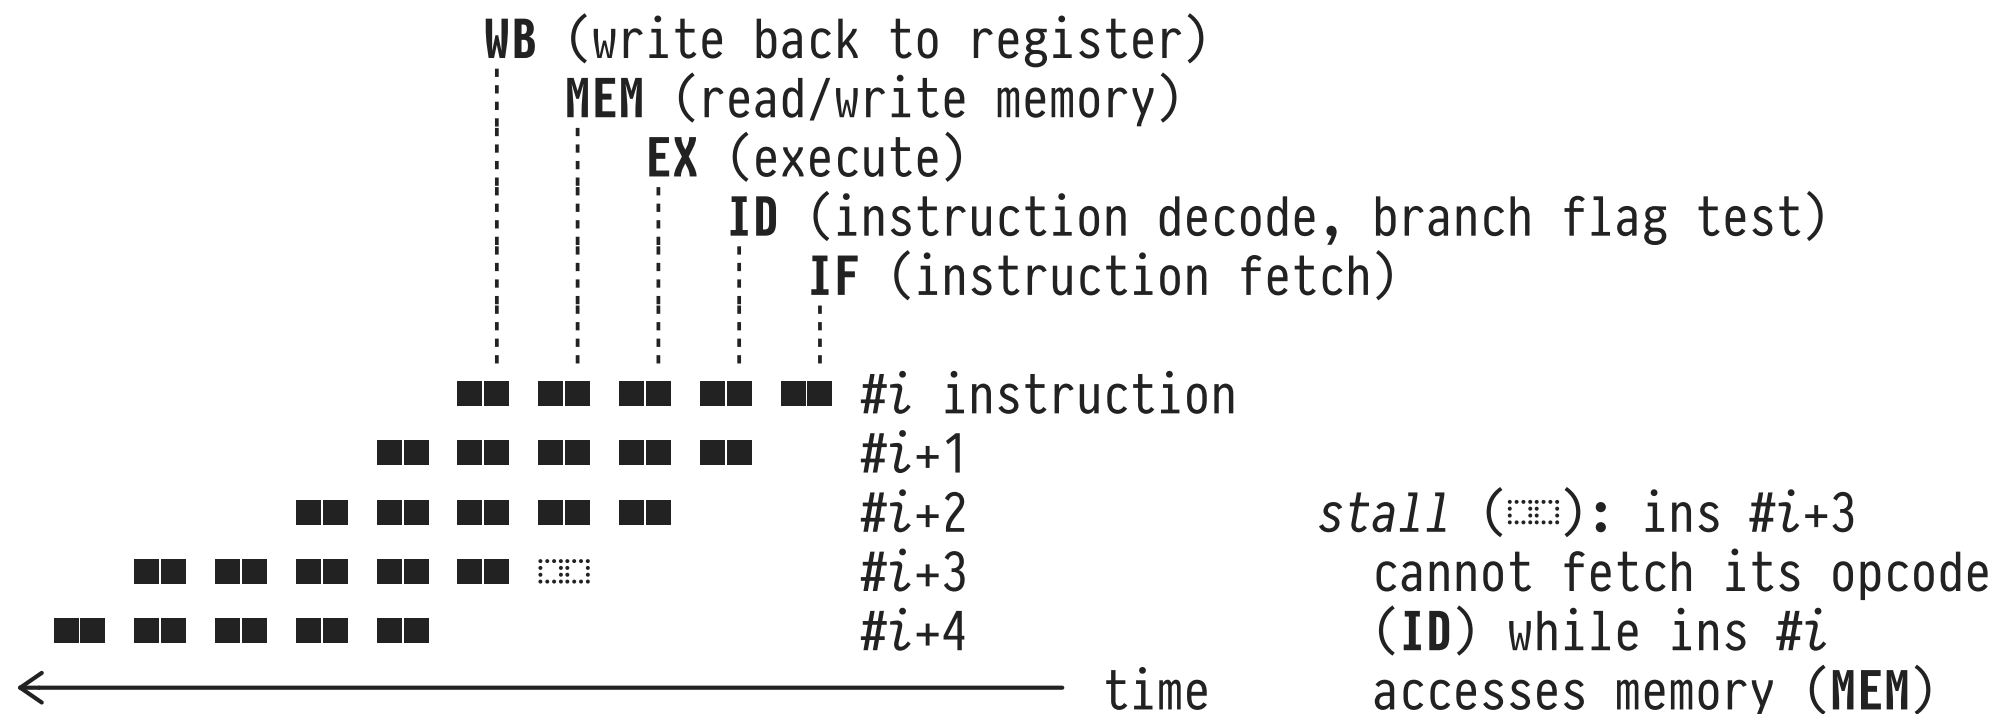 WB (write back to register)
MEM (read/write memory)
EX (execute)
ID (instruction decode, branch flag test)
IF (instruction fetch)
#i instruction
#i+1
#i+2
#i+3
#i+4
time
stall (): ins #i+3
cannot fetch its opcode
(ID) while ins #i
accesses memory (MEM)